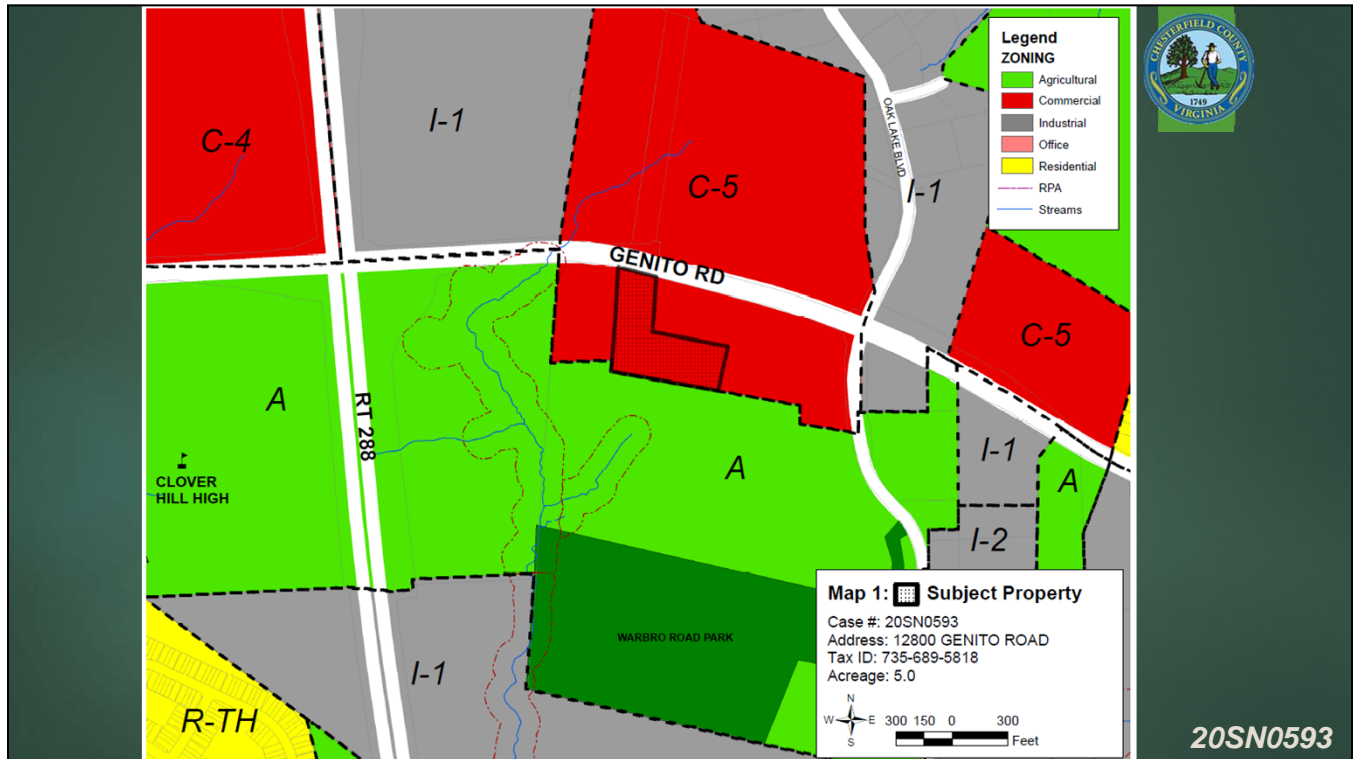 Legend
ZONING
Agricultural
Commercial
Industrial
Office
Residential
RPA
Streams
CHESTERFIELD COUNTY
1749
VIRGINIA
C-4
I-1
C-5
OAK LAKE BLVD
I-1
GENITO RD
C-5
A
RT 288
CLOVER
HILL HIGH
A
I-1
A
I-2
WARBRO ROAD PARK
I-1
R-TH
Map 1: Subject Property
Case #: 20SN0593
Address: 12800 GENITO ROAD
Tax ID: 735-689-5818
Acreage: 5.0
N
W E
S
300 150 0 300
Feet
20SN0593